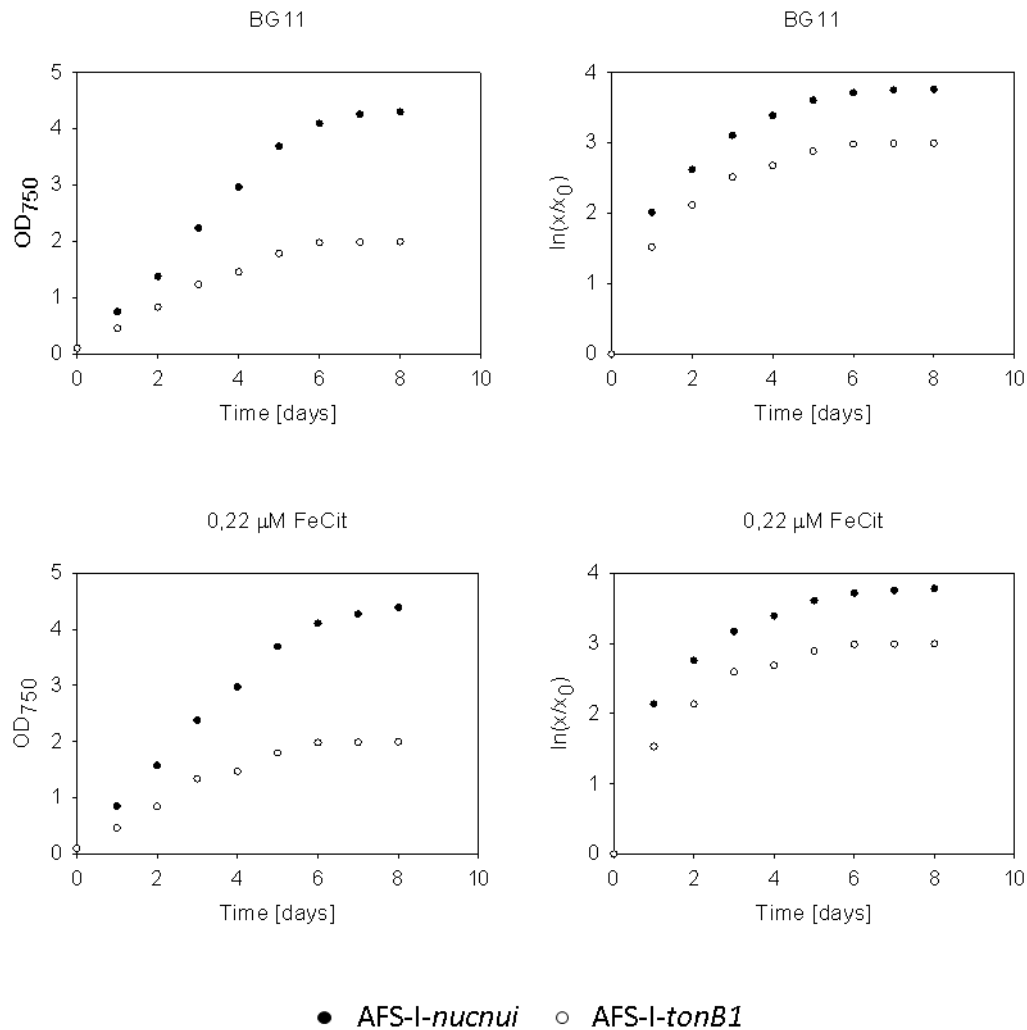 BG11
5
4
3
2
1
0
OD750
0 2 4 6 8 10
Time [days]
BG11
4
3
2
1
0
ln(x/x0)
0 2 4 6 8 10
Time [days]
0,22 μM FeCit
5
4
3
2
1
0
OD750
0 2 4 6 8 10
Time [days]
0,22 μM FeCit
4
3
2
1
0
ln(x/x0)
0 2 4 6 8 10
Time [days]
AFS-I-nucnui AFS-I-tonB1